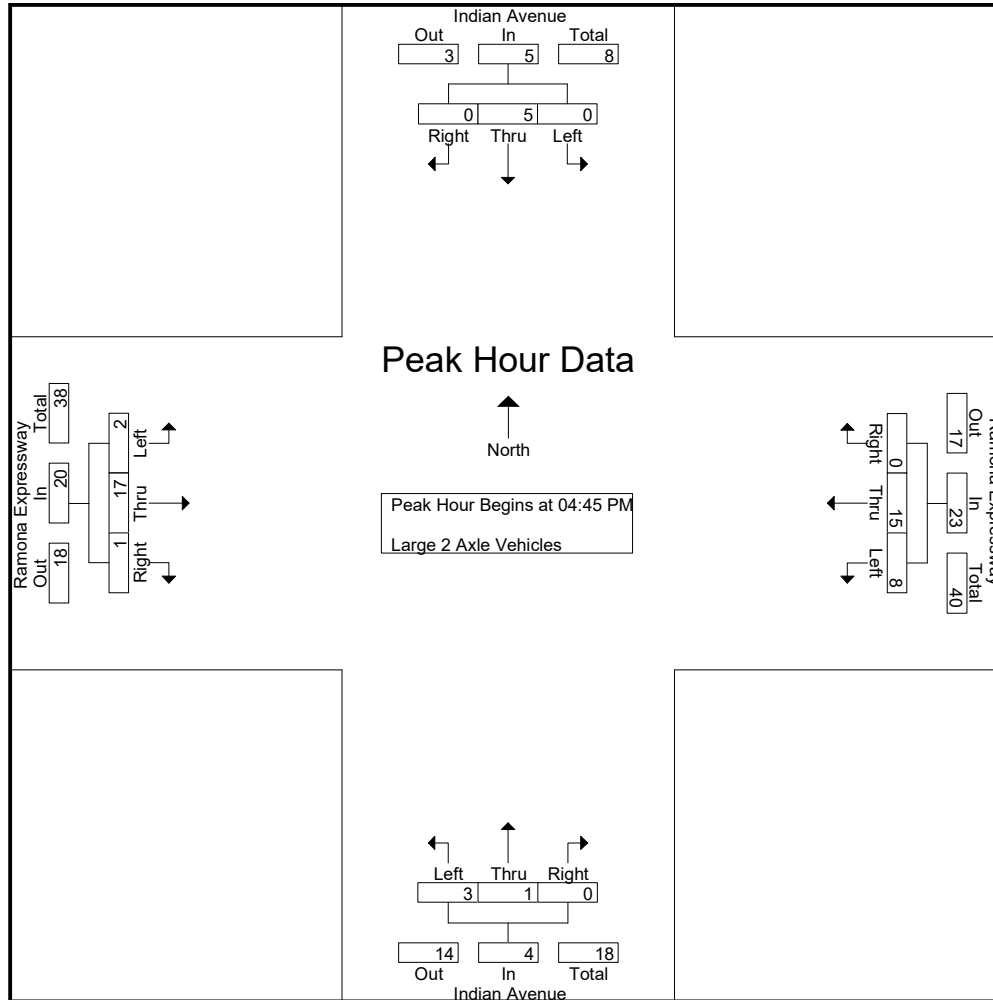 Indian Avenue
Out In Total
3 5 8
0 5 0
Right Thru Left
Peak Hour Data
North
Peak Hour Begins at 04:45 PM
Large 2 Axle Vehicles
Ramona Expressway
Total In Out
38 20 18
2 17 1
Left Thru Right
Ramona Expressway
Out In Total
17 23 40
0 15 8
Right Thru Left
Left Thru Right
3 1 0
14 4 18
Out In Total
Indian Avenue